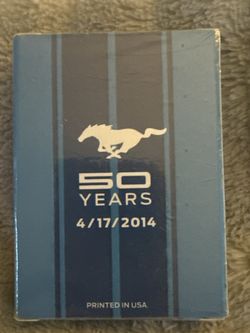 50
YEARS
4/17/2014
PRINTED IN USA.